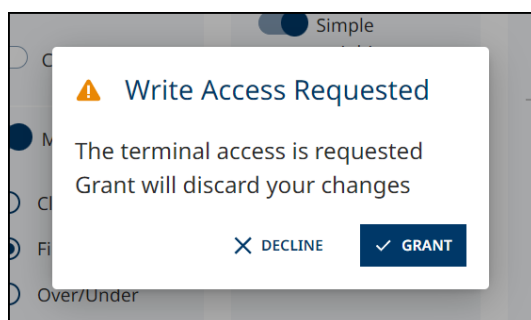 Simple
Write Access Requested
The terminal access is requested
Grant will discard your changes
DECLINE
GRANT
Over/Under